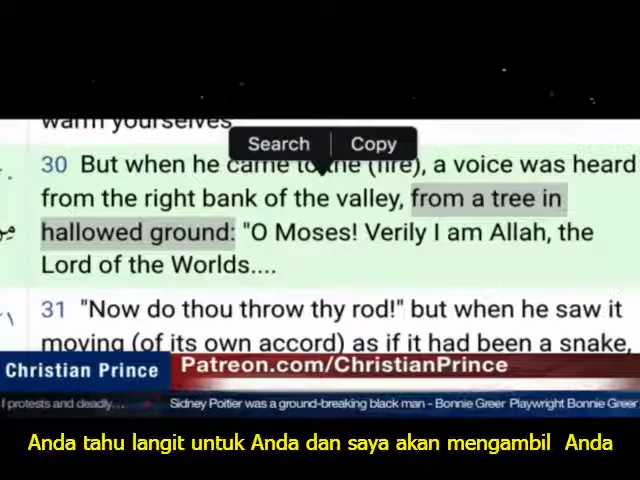 warm yourselves
Search Copy
30 But when he came to the (fire), a voice was heard
from the right bank of the valley, from a tree in
hallowed ground: "O Moses! Verily I am Allah, the
Lord of the Worlds....
31 "Now do thou throw thy rod!" but when he saw it
moving (of its own accord) as if it had been a snake,
Christian Prince Patreon.com/ChristianPrince
protests and deadly... Sidney Poitier was a ground-breaking black man - Bonnie Greer Playwright Bonnie Greer
Anda tahu langit untuk Anda dan saya akan mengambil Anda